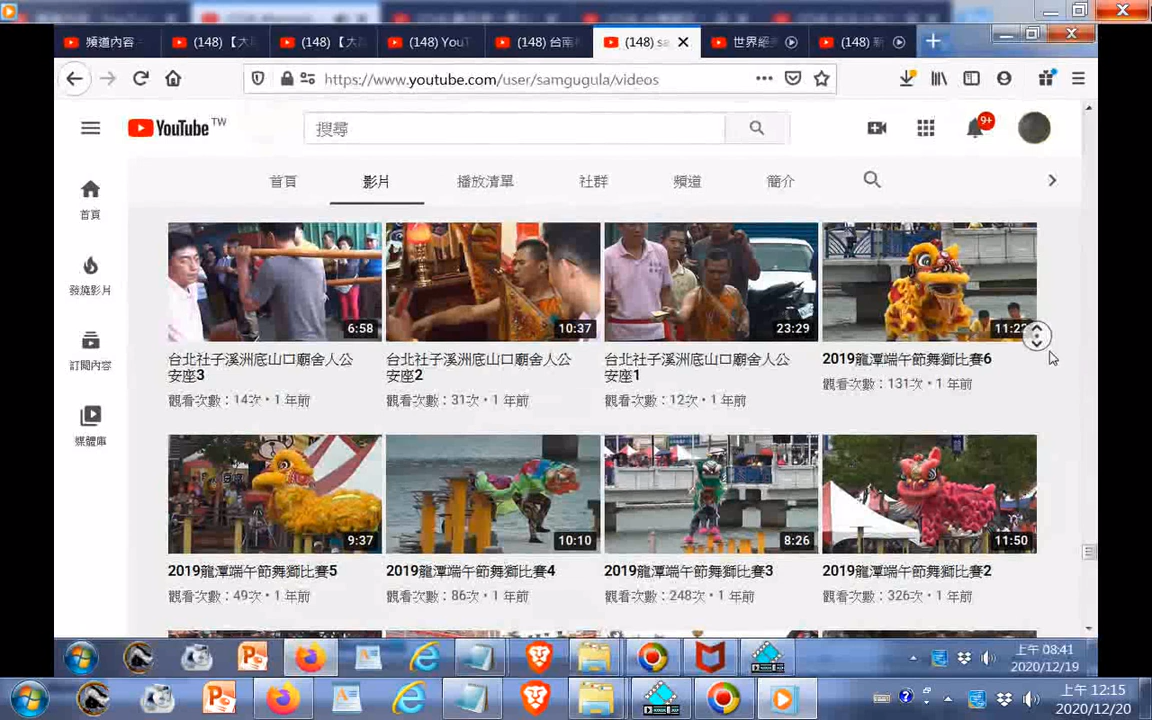 頻道內容
(148) 【大
(148) 【大
(148) YouT
(148) 台南
(148) sa
世界絕
(148) 新
https://www.youtube.com/user/samgugula/videos
YouTube TW
搜尋
9+
首頁
影片
播放清單
社群
頻道
簡介
首頁
發燒影片
訂閱內容
媒體庫
6:58
10:37
23:29
11:22
台北社子溪洲底山口廟舍人公
安座3
觀看次數:14次・1 年前
台北社子溪洲底山口廟舍人公
安座2
觀看次數:31次・1 年前
台北社子溪洲底山口廟舍人公
安座1
觀看次數:12次・1 年前
2019龍潭端午節舞獅比賽6
觀看次數:131次・1 年前
9:37
10:10
8:26
11:50
2019龍潭端午節舞獅比賽5
觀看次數:49次・1 年前
2019龍潭端午節舞獅比賽4
觀看次數:86次・1 年前
2019龍潭端午節舞獅比賽3
觀看次數:248次・1 年前
2019龍潭端午節舞獅比賽2
觀看次數:326次・1 年前
上午 08:41
2020/12/19
上午 12:15
2020/12/20